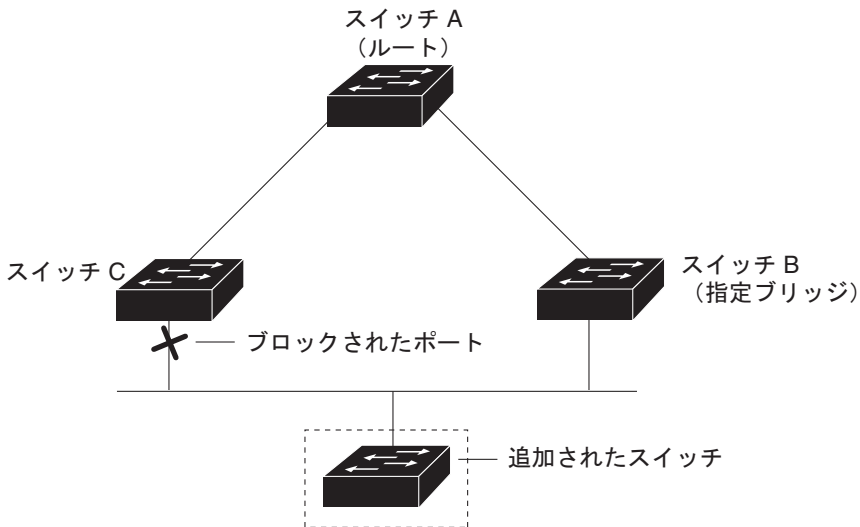 スイッチ A
（ルート）
スイッチ C
スイッチ B
（指定ブリッジ）
ブロックされたポート
追加されたスイッチ